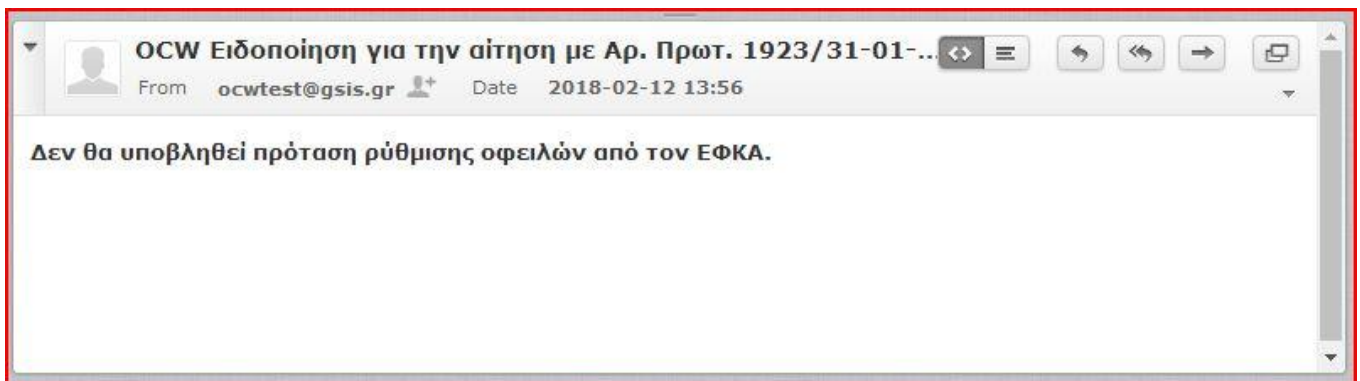 OCW Ειδοποίηση για την αίτηση με Αρ. Πρωτ. 1923/31-01-...
From ocwtest@gsis.gr Date 2018-02-12 13:56
Δεν θα υποβληθεί πρόταση ρύθμισης οφειλών από τον ΕΦΚΑ.